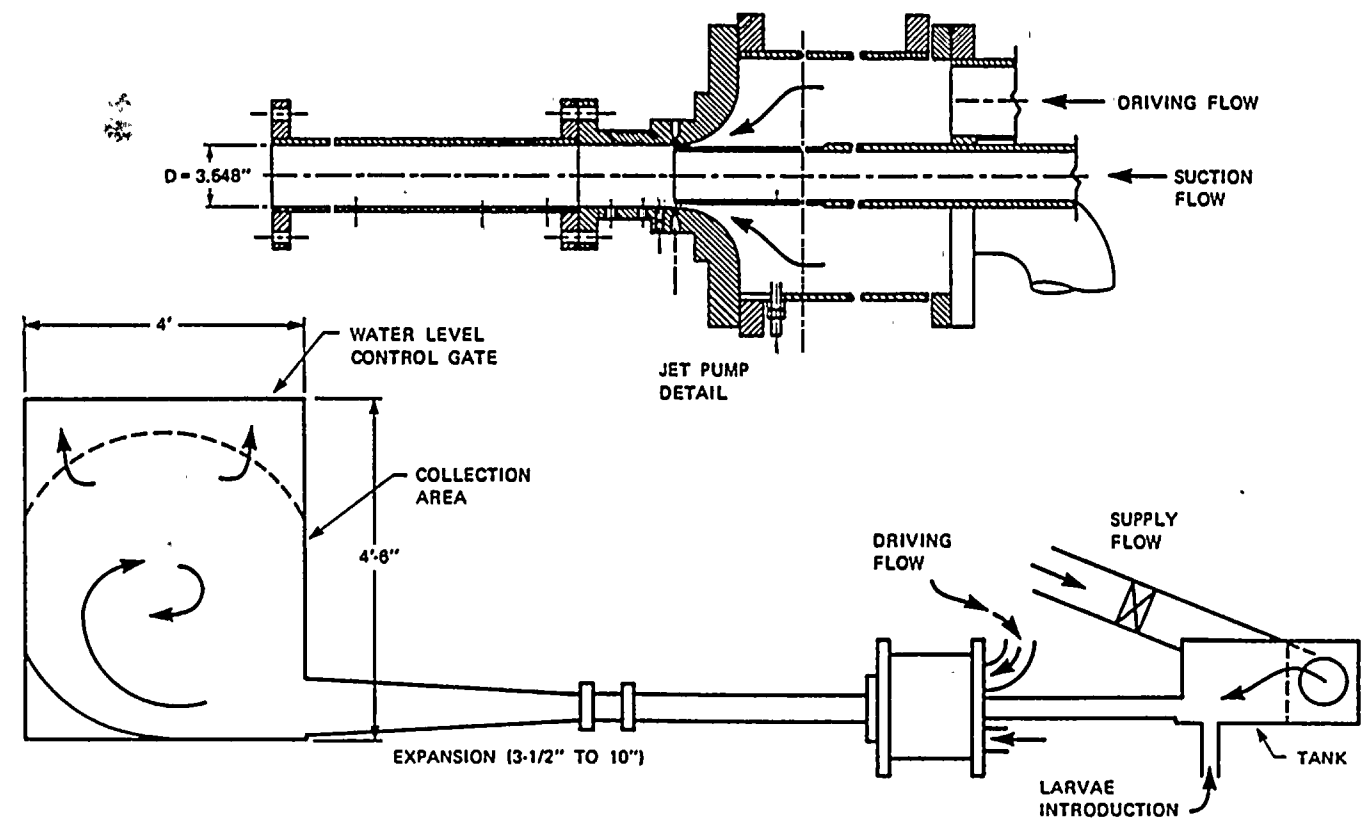 DRIVING FLOW
D = 3.548"
SUCTION
FLOW
4'
WATER LEVEL
CONTROL GATE
JET PUMP
DETAIL
COLLECTION
AREA
4'-6"
SUPPLY
FLOW
DRIVING
FLOW
EXPANSION (3-1/2" TO 10")
TANK
LARVAE
INTRODUCTION